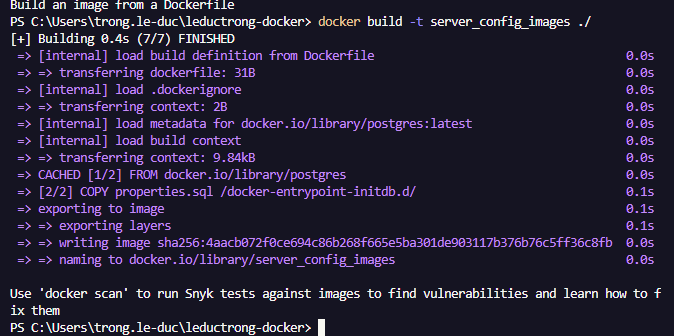 Build an image from a Dockerfile
PS C:\Users\trong.le-duc\leductrong-docker> docker build -t server_config_images ./
[+] Building 0.4s (7/7) FINISHED
=> [internal] load build definition from Dockerfile 0.0s
=> => transferring dockerfile: 31B 0.0s
=> [internal] load .dockerignore 0.0s
=> => transferring context: 2B 0.0s
=> [internal] load metadata for docker.io/library/postgres:latest 0.0s
=> [internal] load build context 0.0s
=> => transferring context: 9.84kB 0.0s
=> CACHED [1/2] FROM docker.io/library/postgres 0.0s
=> [2/2] COPY properties.sql /docker-entrypoint-initdb.d/ 0.1s
=> exporting to image 0.1s
=> => exporting layers 0.1s
=> => writing image sha256:4aacb072f0ce694c86b268f665e5ba301de903117b376b76c5ff36c8fb 0.0s
=> => naming to docker.io/library/server_config_images 0.0s
Use 'docker scan' to run Snyk tests against images to find vulnerabilities and learn how to f
ix them
PS C:\Users\trong.le-duc\leductrong-docker>